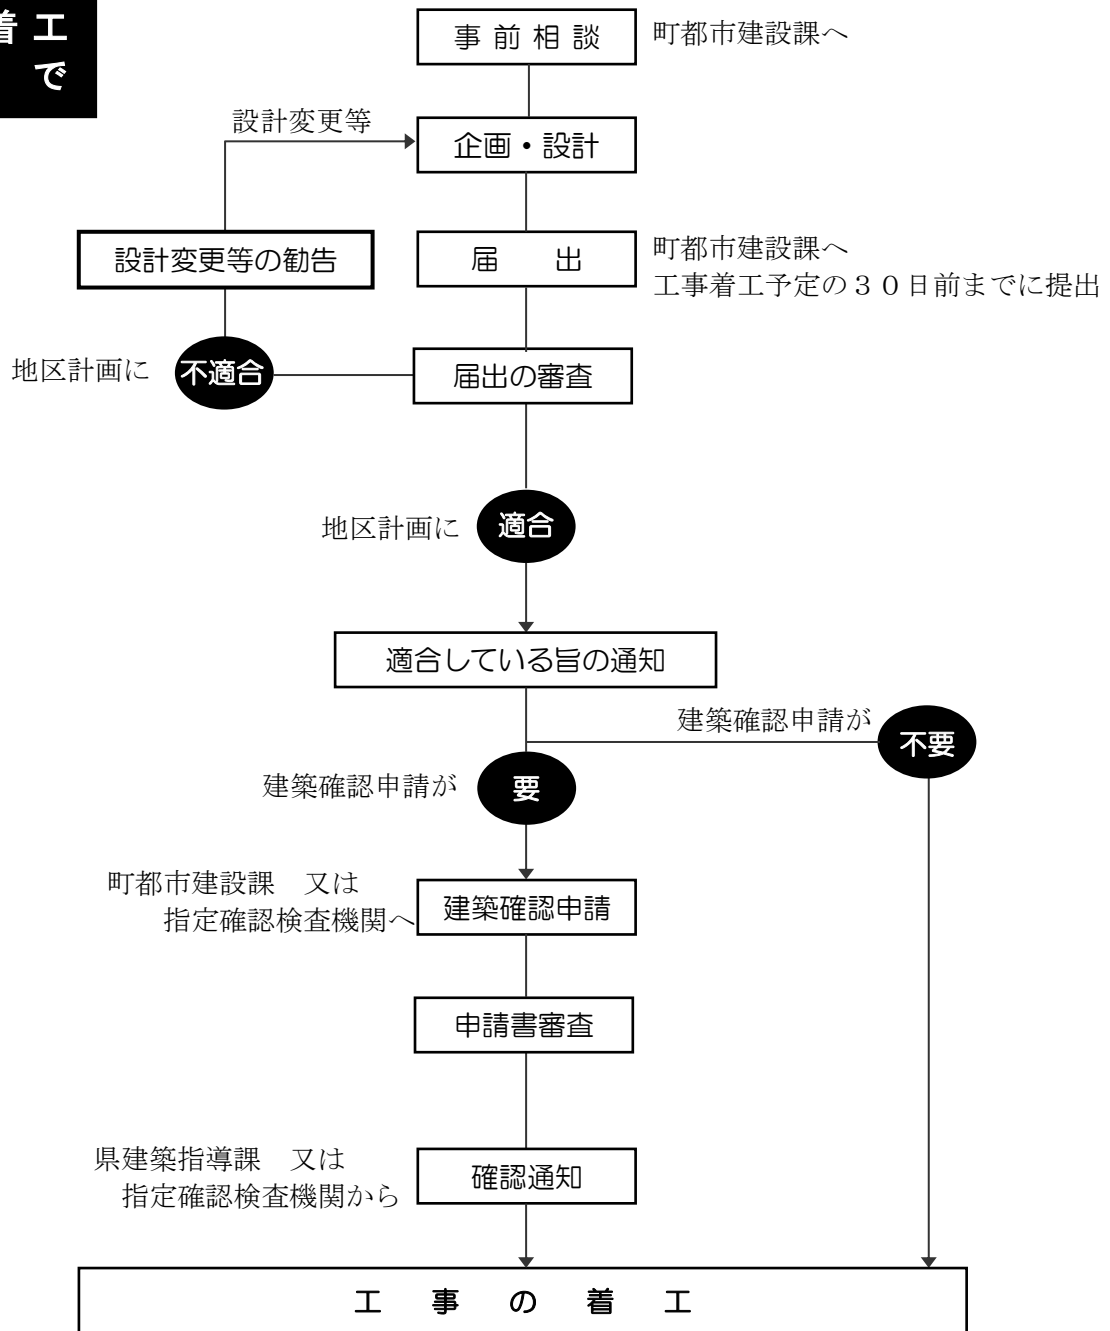 着工
で
事前相談
町都市建設課へ
設計変更等
企画・設計
設計変更等の勧告
届　出
町都市建設課へ
工事着工予定の３０日前までに提出
地区計画に
不適合
届出の審査
地区計画に
適合
適合している旨の通知
建築確認申請が
不要
建築確認申請が
要
町都市建設課　又は
指定確認検査機関へ
建築確認申請
申請書審査
県建築指導課　又は
指定確認検査機関から
確認通知
工事の着工